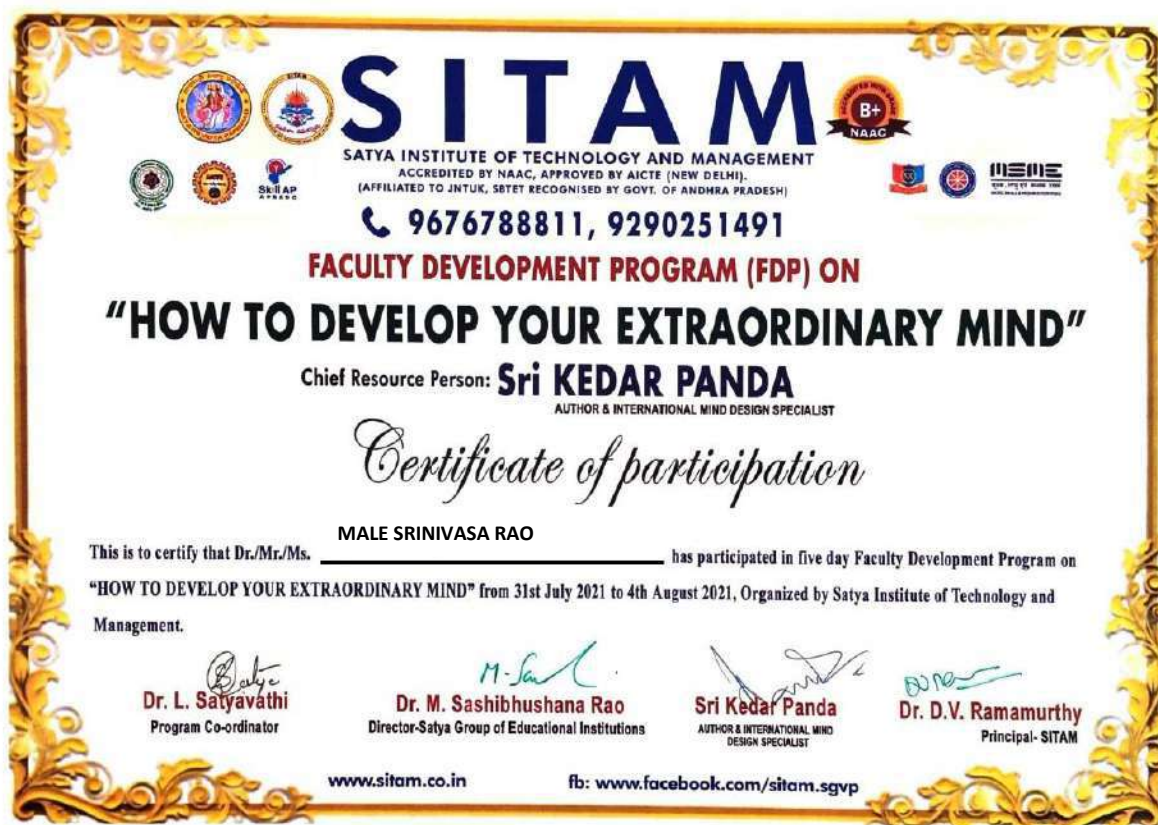 SITAM
SATYA INSTITUTE OF TECHNOLOGY AND MANAGEMENT
ACCREDITED BY NAAC, APPROVED BY AICTE (NEW DELHI).
(AFFILIATED TO JNTUK, SBTET RECOGNISED BY GOVT. OF ANDHRA PRADESH)
B+
NAAC
Skill AP
MSME
9676788811, 9290251491
FACULTY DEVELOPMENT PROGRAM (FDP) ON
"HOW TO DEVELOP YOUR EXTRAORDINARY MIND"
Chief Resource Person: Sri KEDAR PANDA
AUTHOR & INTERNATIONAL MIND DESIGN SPECIALIST
Certificate of participation
MALE SRINIVASA RAO
This is to certify that Dr./Mr./Ms. has participated in five day Faculty Development Program on
"HOW TO DEVELOP YOUR EXTRAORDINARY MIND" from 31st July 2021 to 4th August 2021, Organized by Satya Institute of Technology and
Management.
Dr. L. Satyavathi
Program Co-ordinator
Dr. M. Sashibhushana Rao
Director-Satya Group of Educational Institutions
Sri Kedar Panda
AUTHOR & INTERNATIONAL MIND
DESIGN SPECIALIST
Dr. D.V. Ramamurthy
Principal- SITAM
www.sitam.co.in
fb: www.facebook.com/sitam.sgvp